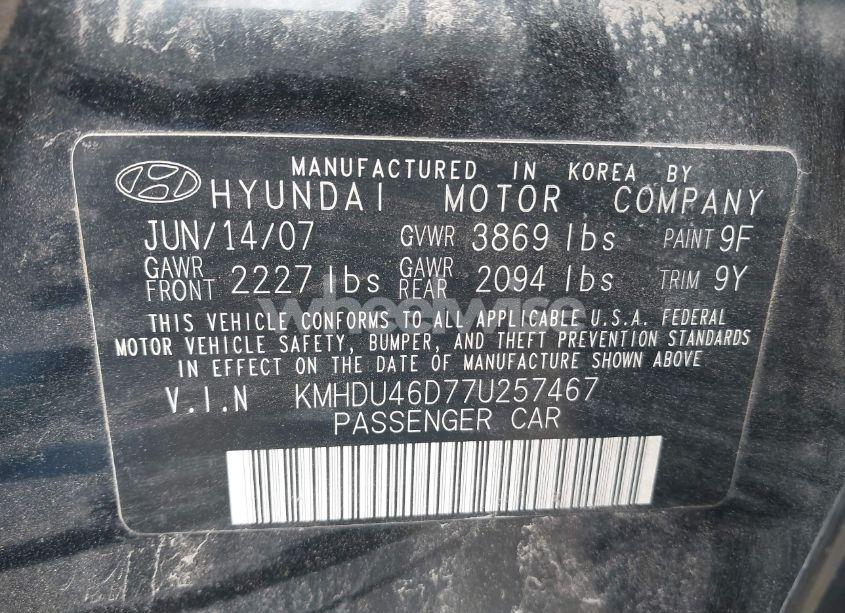 MANUFACTURED IN KOREA BY
HYUNDAI MOTOR COMPANY
JUN/14/07 GVWR 3869 lbs PAINT 9F
GAWR FRONT 2227 lbs GAWR REAR 2094 lbs TRIM 9Y
wheelwise
THIS VEHICLE CONFORMS TO ALL APPLICABLE U.S.A. FEDERAL
MOTOR VEHICLE SAFETY, BUMPER, AND THEFT PREVENTION STANDARDS
IN EFFECT ON THE DATE OF MANUFACTURE SHOWN ABOVE
V.I.N KMHDU46D77U257467
PASSENGER CAR